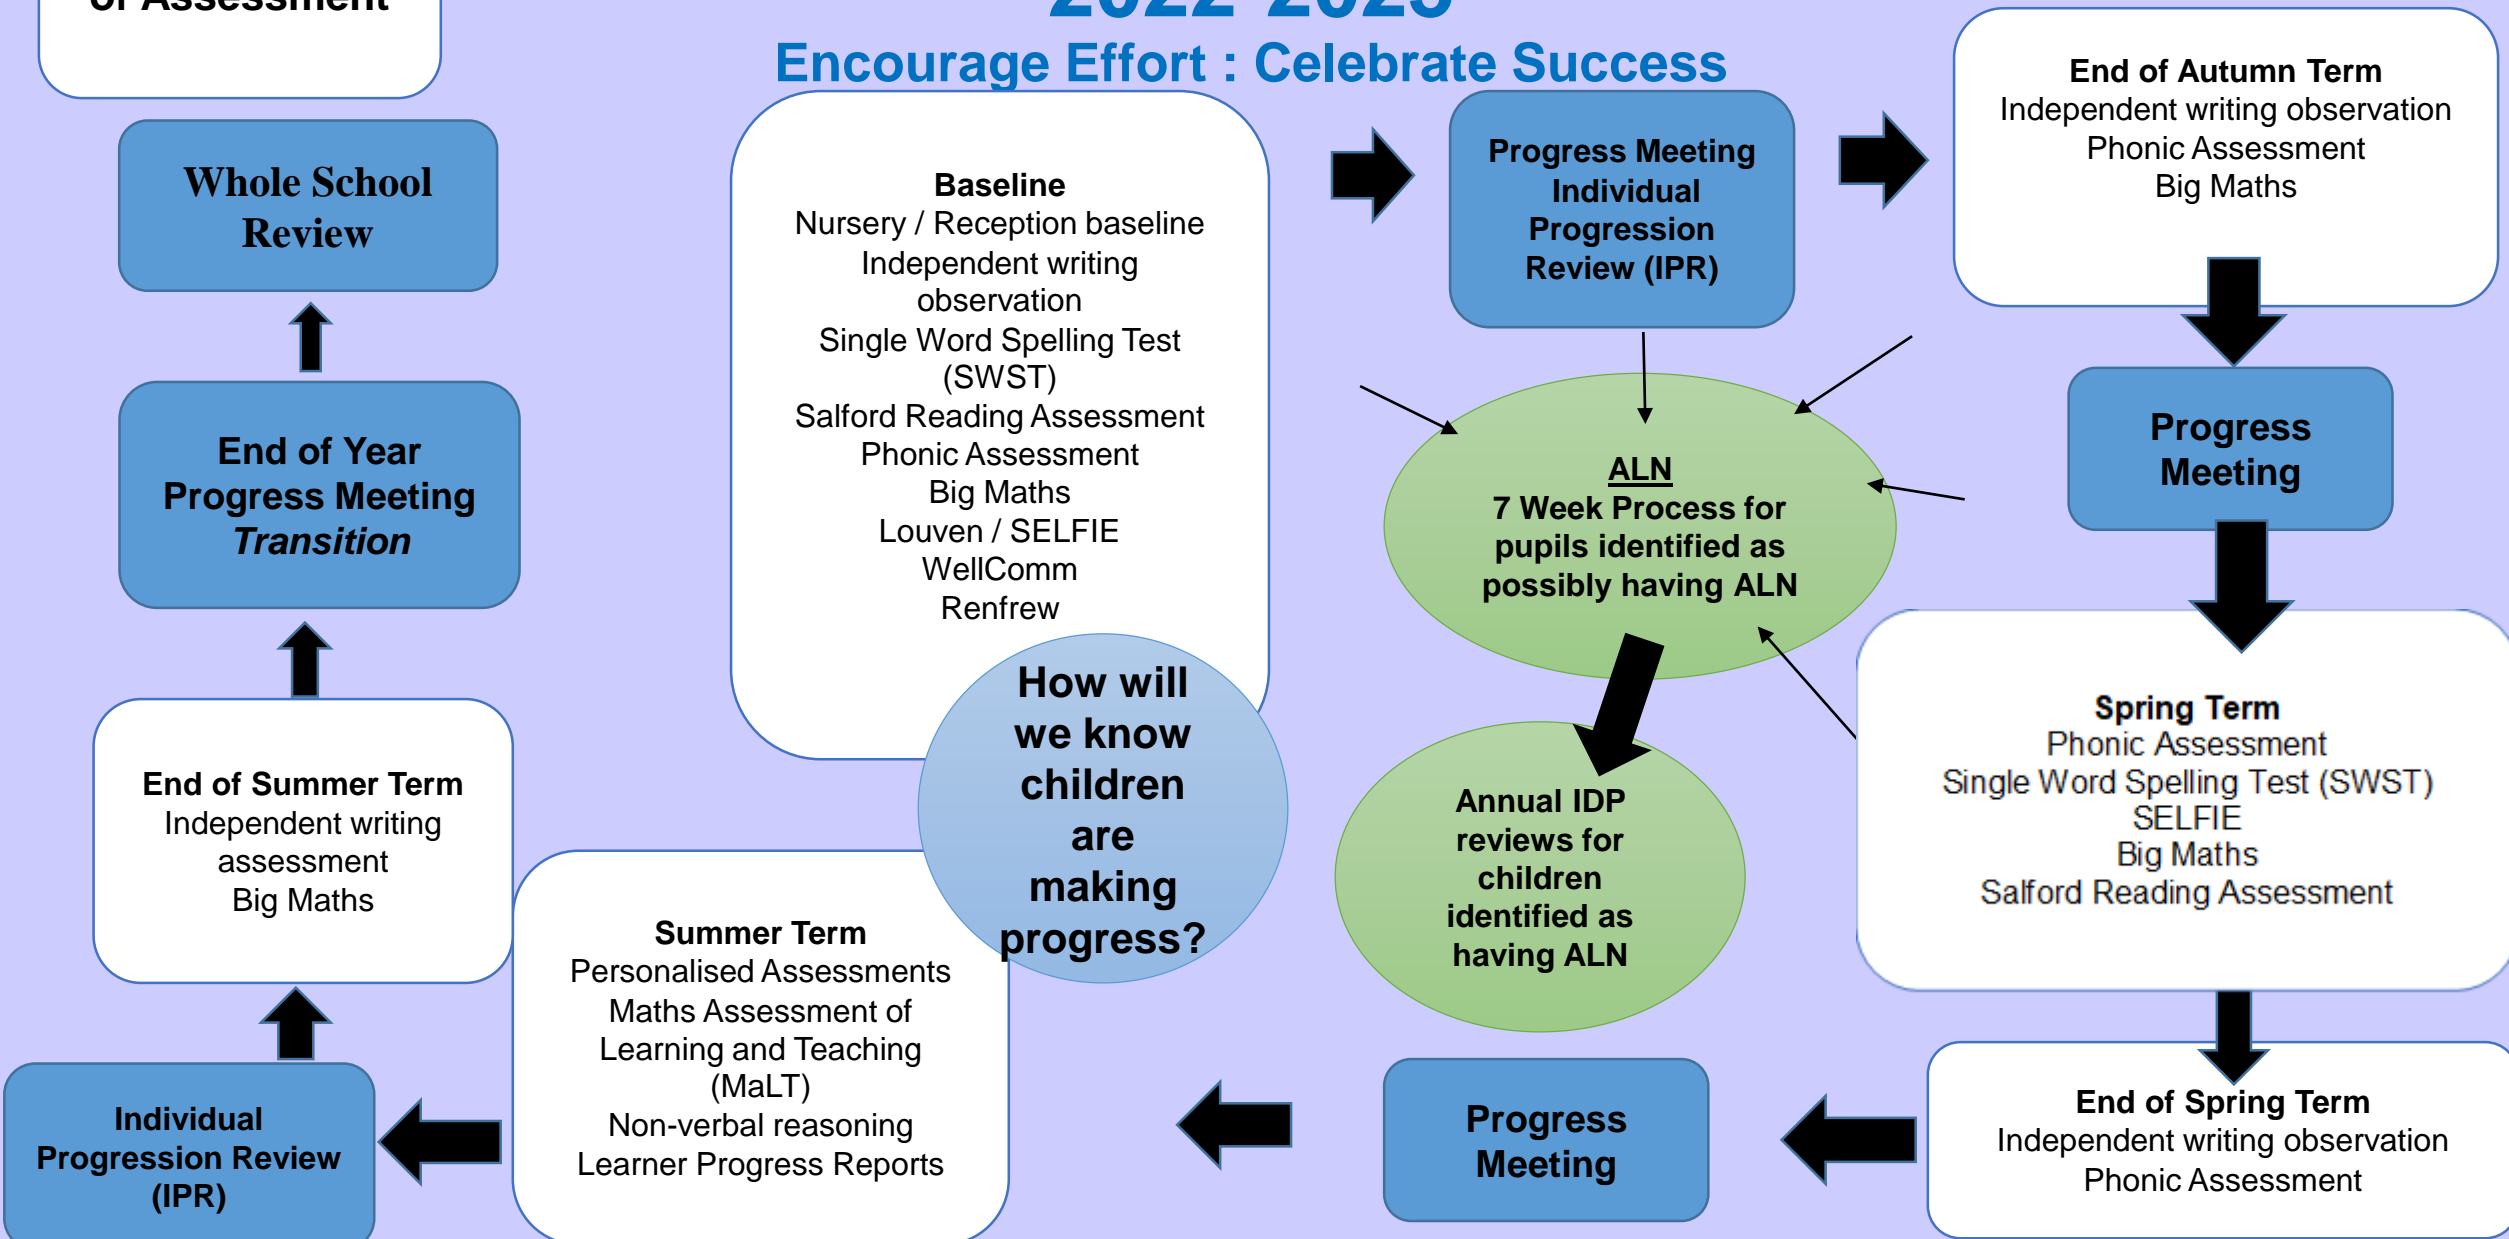 of Assessment
2022-2023
Encourage Effort : Celebrate Success
Whole School
Review
End of Year
Progress Meeting
Transition
End of Summer Term
Independent writing
assessment
Big Maths
Individual
Progression Review
(IPR)
Baseline
Nursery / Reception baseline
Independent writing
observation
Single Word Spelling Test
(SWST)
Salford Reading Assessment
Phonic Assessment
Big Maths
Louven / SELFIE
WellComm
Renfrew
How will
we know
children
are
making
progress?
Summer Term
Personalised Assessments
Maths Assessment of
Learning and Teaching
(MaLT)
Non-verbal reasoning
Learner Progress Reports
Progress Meeting
Individual
Progression
Review (IPR)
ALN
7 Week Process for
pupils identified as
possibly having ALN
Annual IDP
reviews for
children
identified as
having ALN
Progress
Meeting
End of Autumn Term
Independent writing observation
Phonic Assessment
Big Maths
Progress
Meeting
Spring Term
Phonic Assessment
Single Word Spelling Test (SWST)
SELFIE
Big Maths
Salford Reading Assessment
End of Spring Term
Independent writing observation
Phonic Assessment